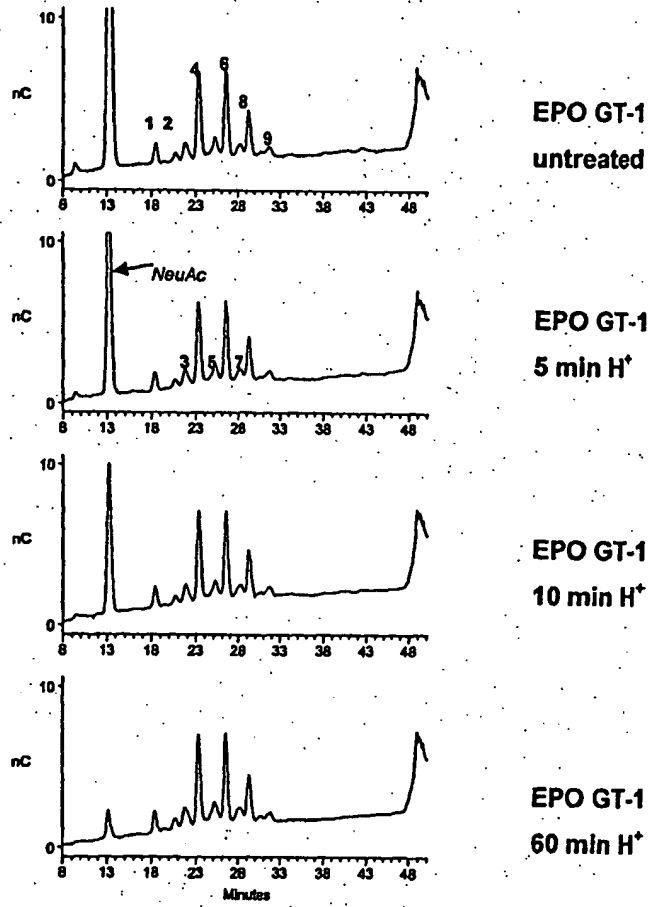 10
nC
0
1 2 4 6 8 9
8 13 18 23 28 33 38 43 48
EPO GT-1
untreated
10
nC
0
NeuAc
3 5 7
8 13 18 23 28 33 38 43 48
EPO GT-1
5 min H⁺
10
nC
0
8 13 18 23 28 33 38 43 48
EPO GT-1
10 min H⁺
10
nC
0
8 13 18 23 28 33 38 43 48
Minutes
EPO GT-1
60 min H⁺